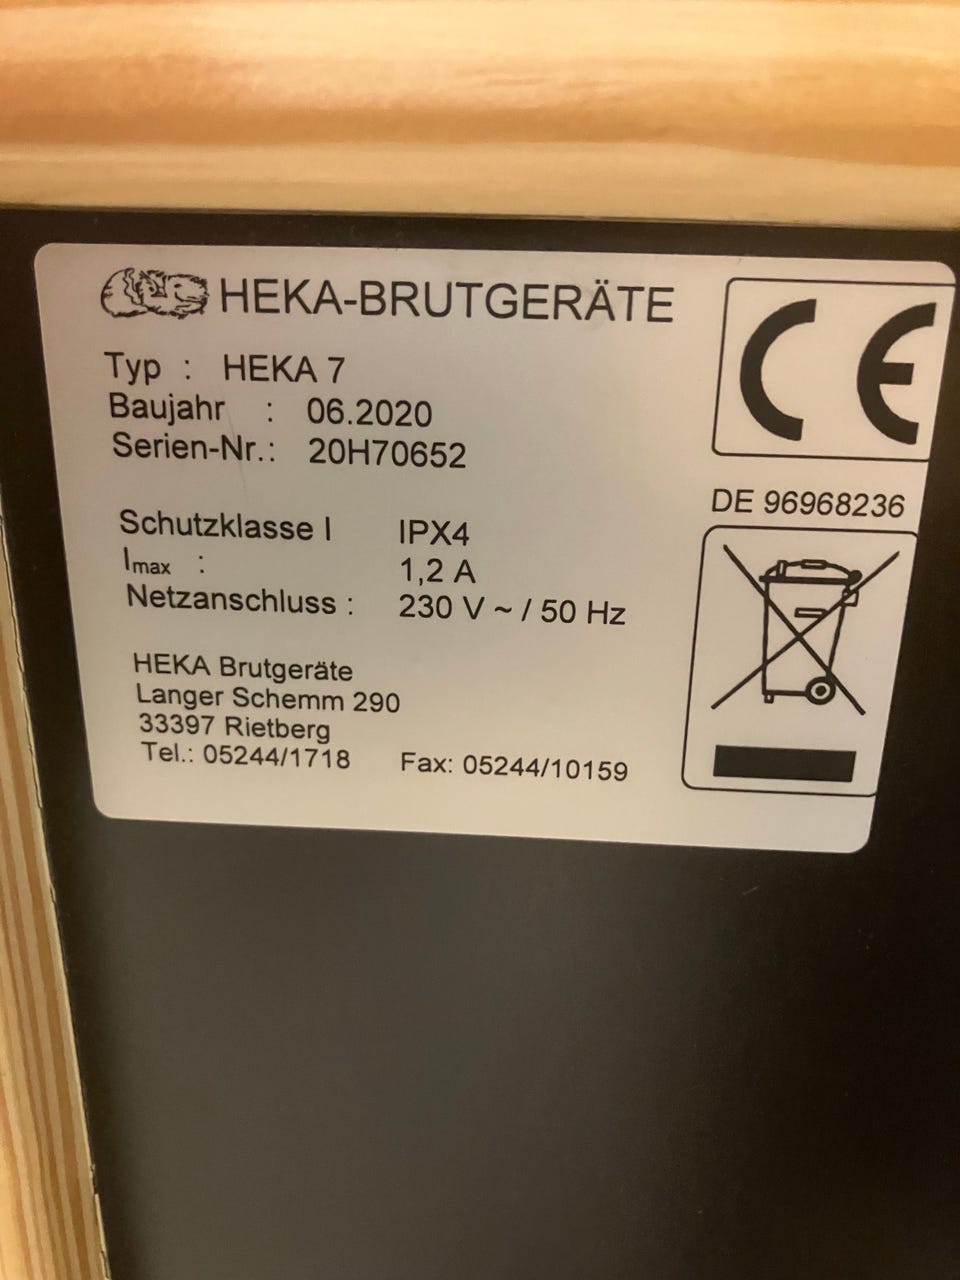 HEKA-BRUTGERÄTE
Typ : HEKA 7
Baujahr : 06.2020
Serien-Nr.: 20H70652
CE
DE 96968236
Schutzklasse I IPX4
Imax : 1,2 A
Netzanschluss : 230 V ~ / 50 Hz
HEKA Brutgeräte
Langer Schemm 290
33397 Rietberg
Tel.: 05244/1718 Fax: 05244/10159